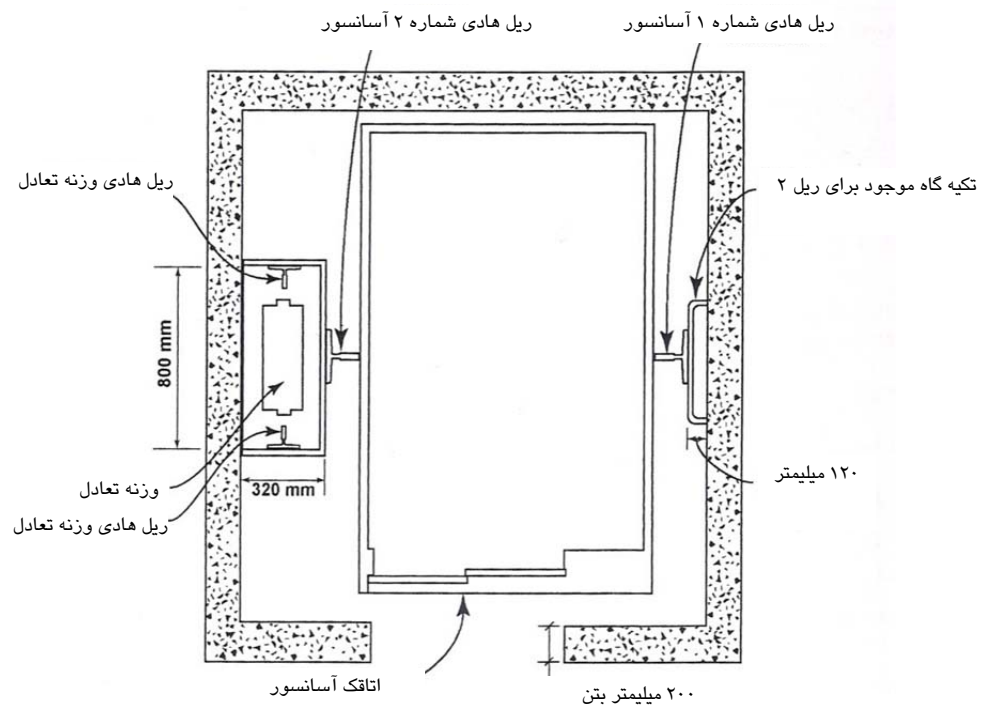 ریل هادی شماره ۲ آسانسور
ریل هادی شماره ۱ آسانسور
ریل هادی وزنه تعادل
تکیه گاه موجود برای ریل ۲
800 mm
320 mm
۱۲۰ میلیمتر
وزنه تعادل
ریل هادی وزنه تعادل
اتاقک آسانسور
۲۰۰ میلیمتر بتن